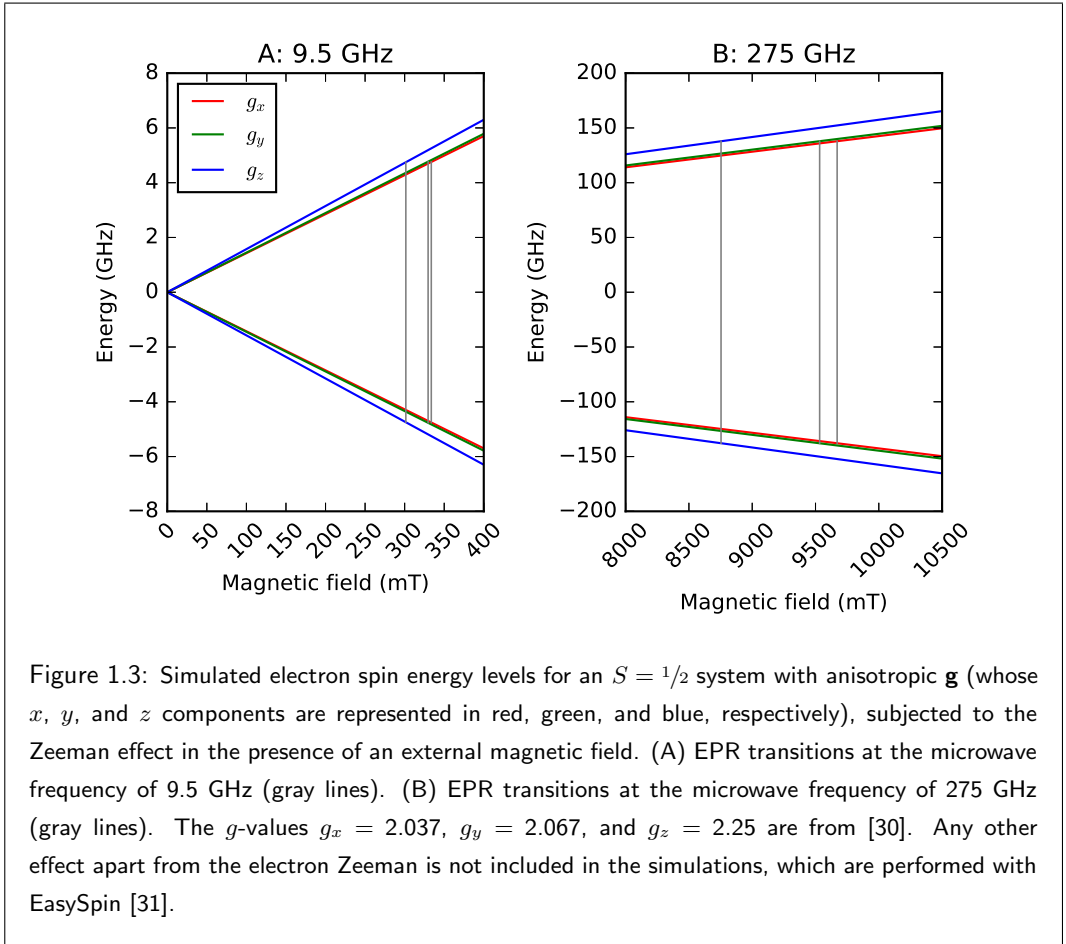 A: 9.5 GHz
8
6
4
2
0
−2
−4
−6
−8
Energy (GHz)
gx
gy
gz
0
50
100
150
200
250
300
350
400
Magnetic field (mT)
B: 275 GHz
200
150
100
50
0
−50
−100
−150
−200
Energy (GHz)
8000
8500
9000
9500
10000
10500
Magnetic field (mT)
Figure 1.3: Simulated electron spin energy levels for an S = 1/2 system with anisotropic g (whose
x, y, and z components are represented in red, green, and blue, respectively), subjected to the
Zeeman effect in the presence of an external magnetic field. (A) EPR transitions at the microwave
frequency of 9.5 GHz (gray lines). (B) EPR transitions at the microwave frequency of 275 GHz
(gray lines). The g-values gx = 2.037, gy = 2.067, and gz = 2.25 are from [30]. Any other
effect apart from the electron Zeeman is not included in the simulations, which are performed with
EasySpin [31].